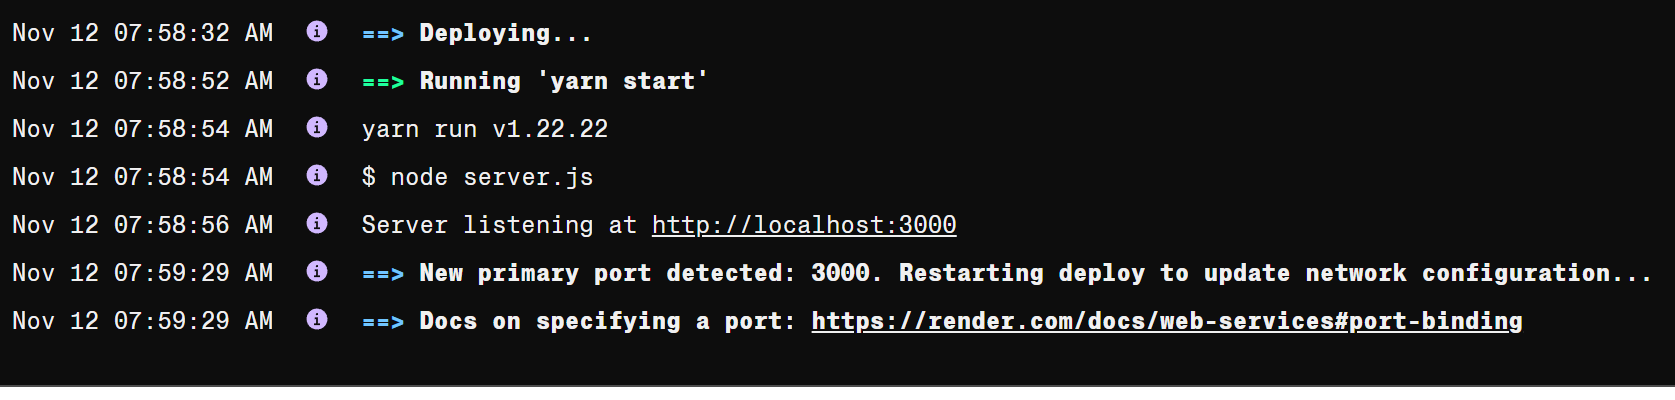 Nov 12 07:58:32 AM ==> Deploying...
Nov 12 07:58:52 AM ==> Running 'yarn start'
Nov 12 07:58:54 AM yarn run v1.22.22
Nov 12 07:58:54 AM $ node server.js
Nov 12 07:58:56 AM Server listening at http://localhost:3000
Nov 12 07:59:29 AM ==> New primary port detected: 3000. Restarting deploy to update network configuration...
Nov 12 07:59:29 AM ==> Docs on specifying a port: https://render.com/docs/web-services#port-binding